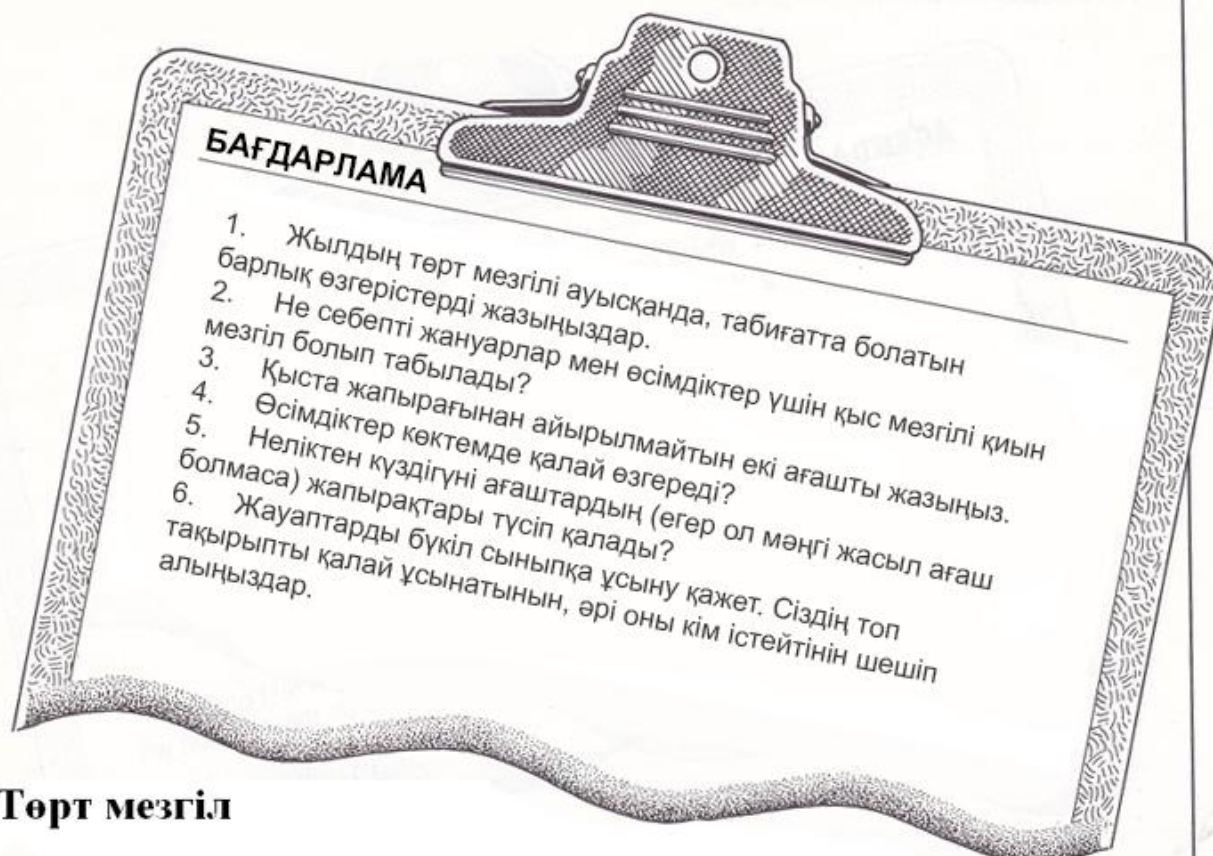 БАҒДАРЛАМА
1. Жылдың төрт мезгілі ауысқанда, табиғатта болатын
барлық өзгерістерді жазыңыздар.
2. Не себепті жануарлар мен өсімдіктер үшін қыс мезгілі қиын
мезгіл болып табылады?
3. Қыста жапырағынан айырылмайтын екі ағашты жазыңыз.
4. Өсімдіктер көктемде қалай өзгереді?
5. Неліктен күздігүні ағаштардың (егер ол мәңгі жасыл ағаш
болмаса) жапырақтары түсіп қалады?
6. Жауаптарды бүкіл сыныпқа ұсыну қажет. Сіздің топ
тақырыпты қалай ұсынатынын, әрі оны кім істейтінін шешіп
алыңыздар.
Төрт мезгіл